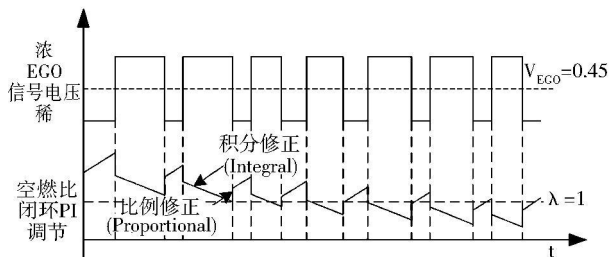 浓
EGO
信号电压
稀
V_EGO=0.45
积分修正
(Integral)
空燃比
闭环PI
调节
比例修正
(Proportional)
λ=1
t